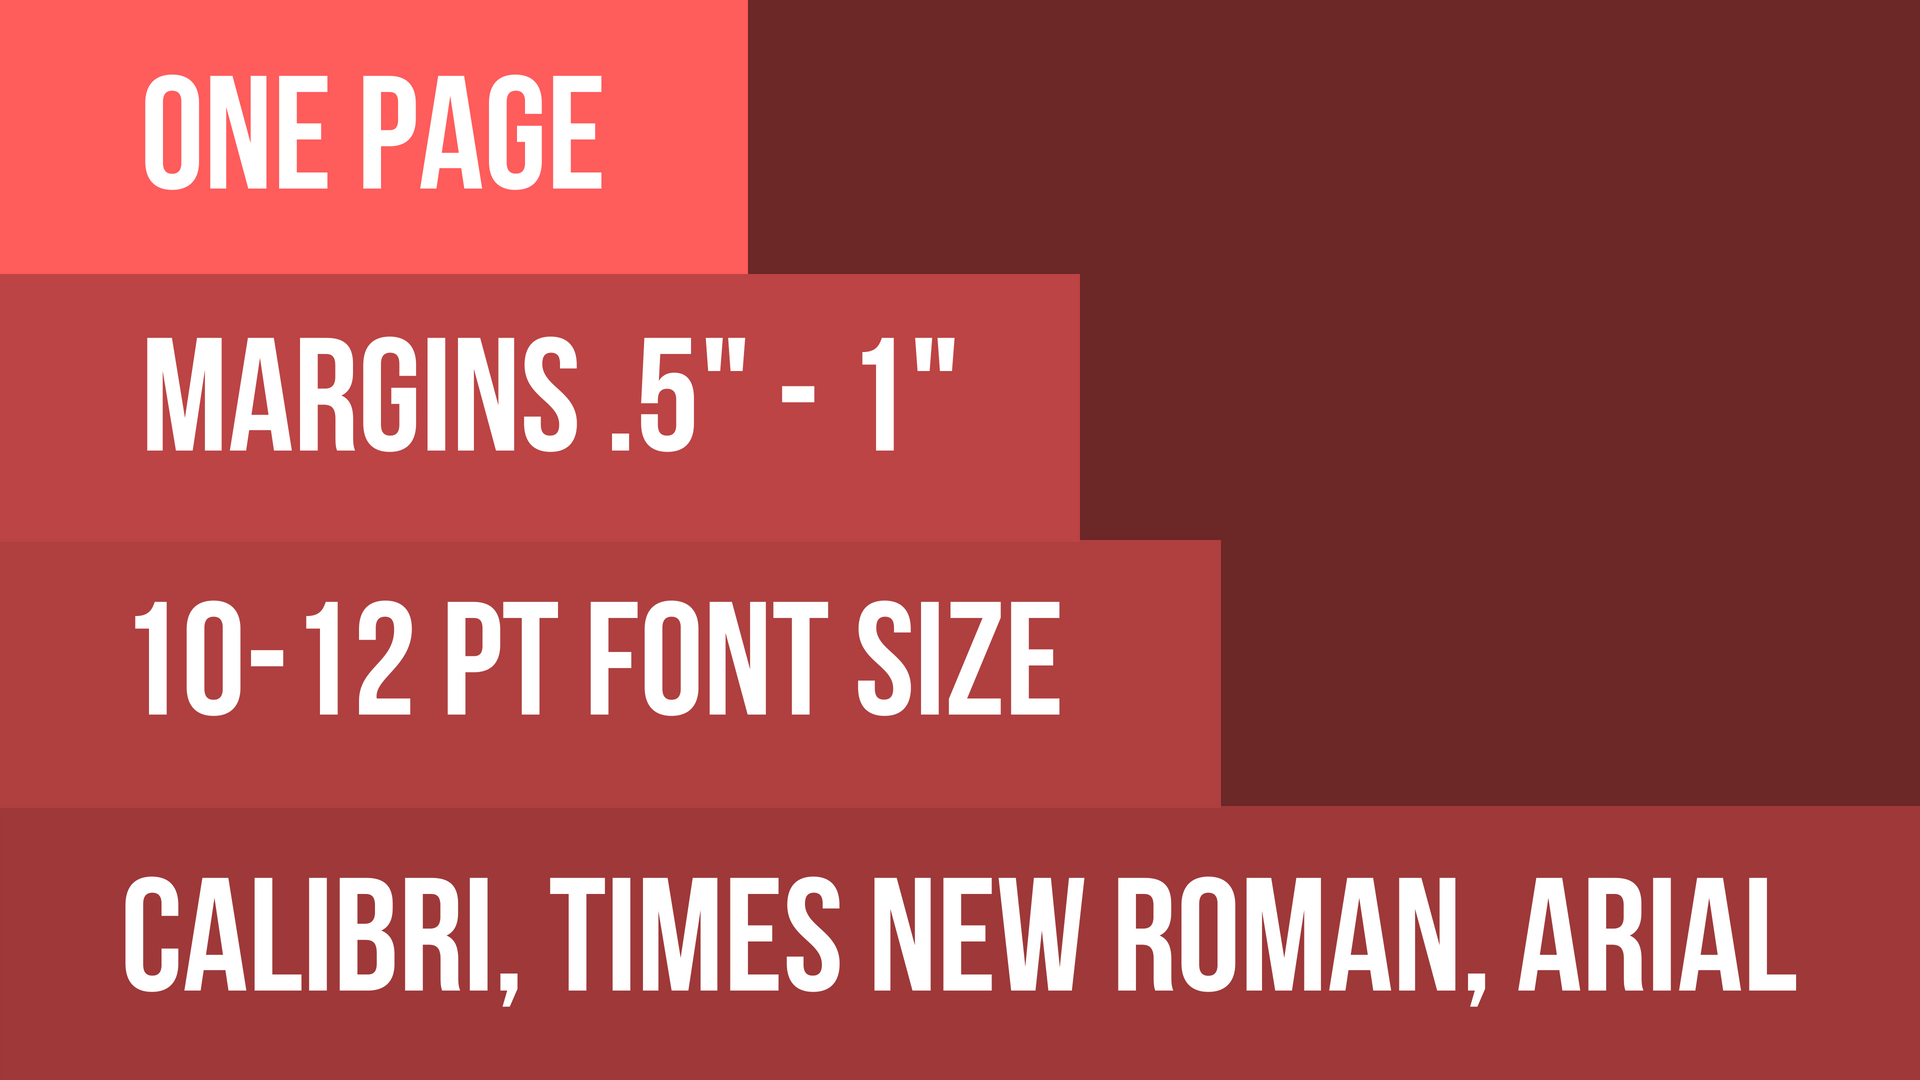 ONE PAGE
MARGINS .5" - 1"
10-12 PT FONT SIZE
CALIBRI, TIMES NEW ROMAN, ARIAL